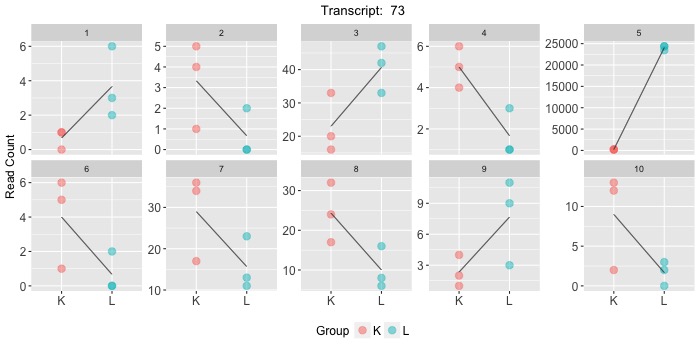 Transcript: 73
1 2 3 4 5
6 4 2 0
5 4 3 2 1 0
40 30 20
6 4 2
25000 20000 15000 10000 5000 0
Read Count
6 7 8 9 10
6 4 2 0
30 20 10
30 20 10
9 6 3
10 5 0
K L K L K L K L K L
Group K L